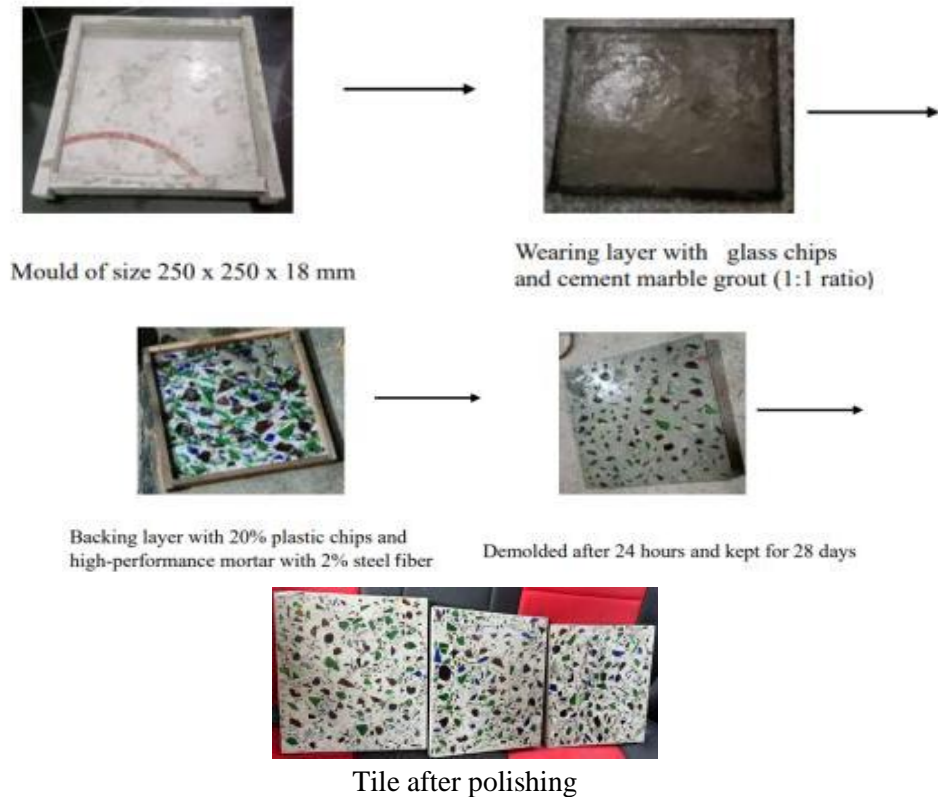 Mould of size 250 x 250 x 18 mm
Wearing layer with glass chips
and cement marble grout (1:1 ratio)
Backing layer with 20% plastic chips and
high-performance mortar with 2% steel fiber
Demolded after 24 hours and kept for 28 days
Tile after polishing